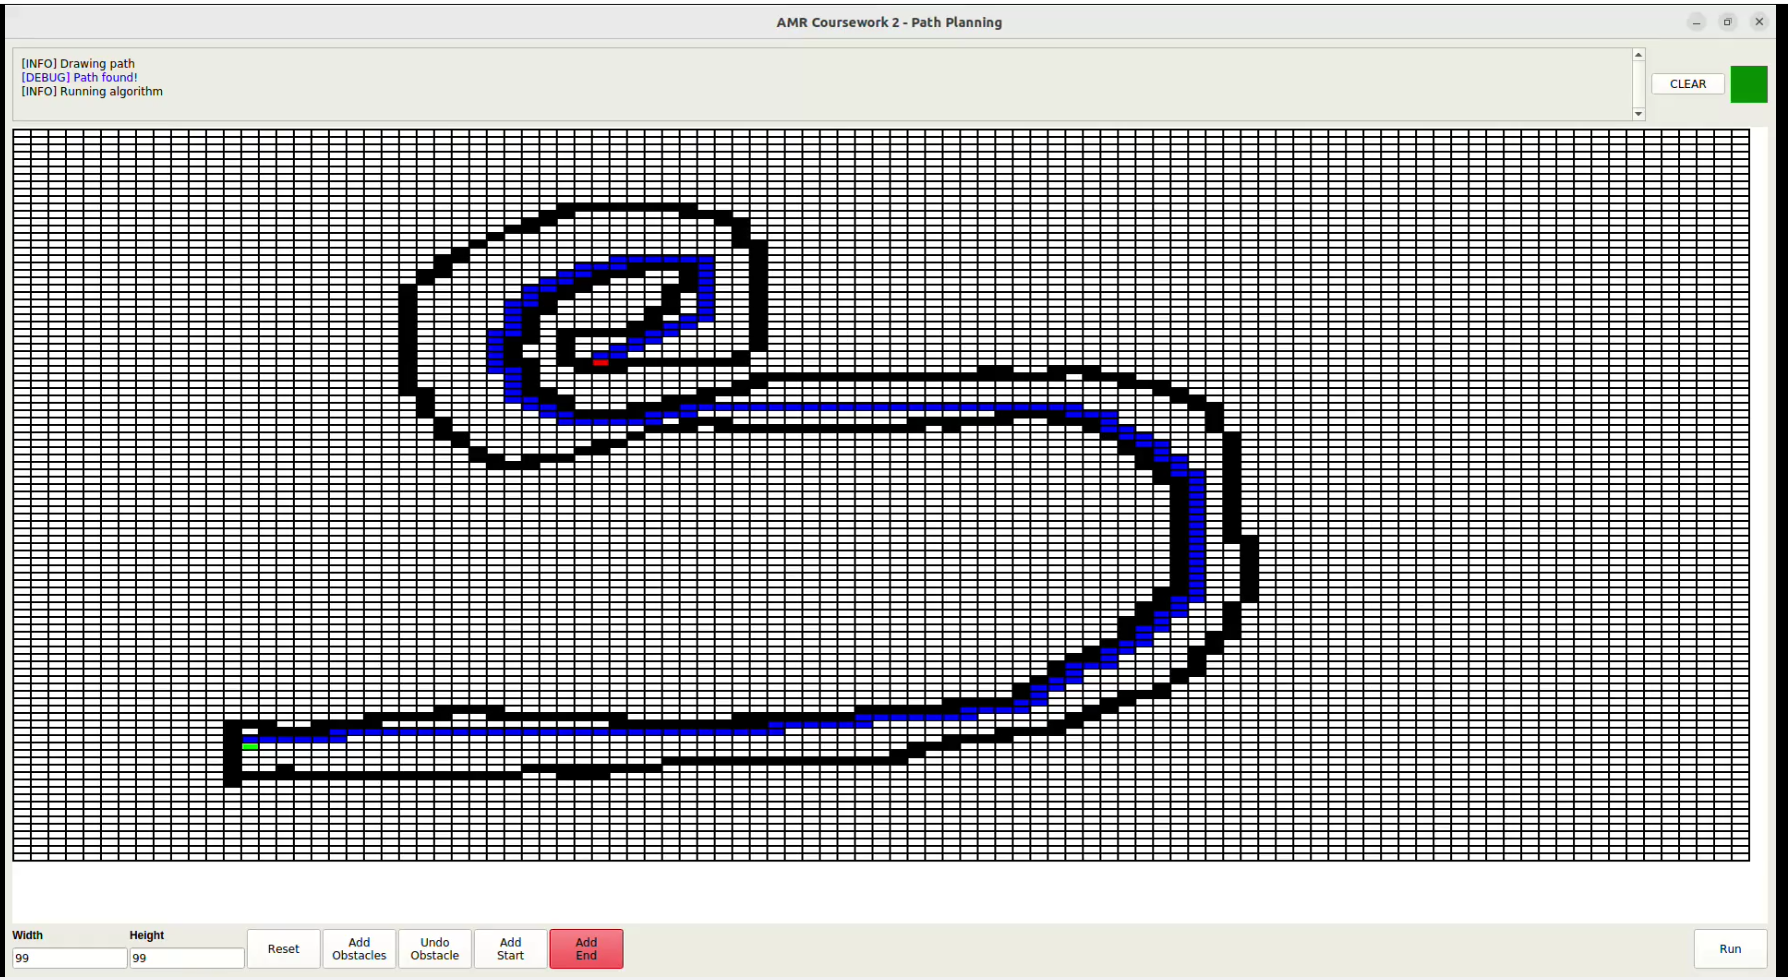 AMR Coursework 2 - Path Planning
[INFO] Drawing path
[DEBUG] Path found!
[INFO] Running algorithm
CLEAR
Width
Height
99
99
Reset
Add
Obstacles
Undo
Obstacle
Add
Start
Add
End
Run